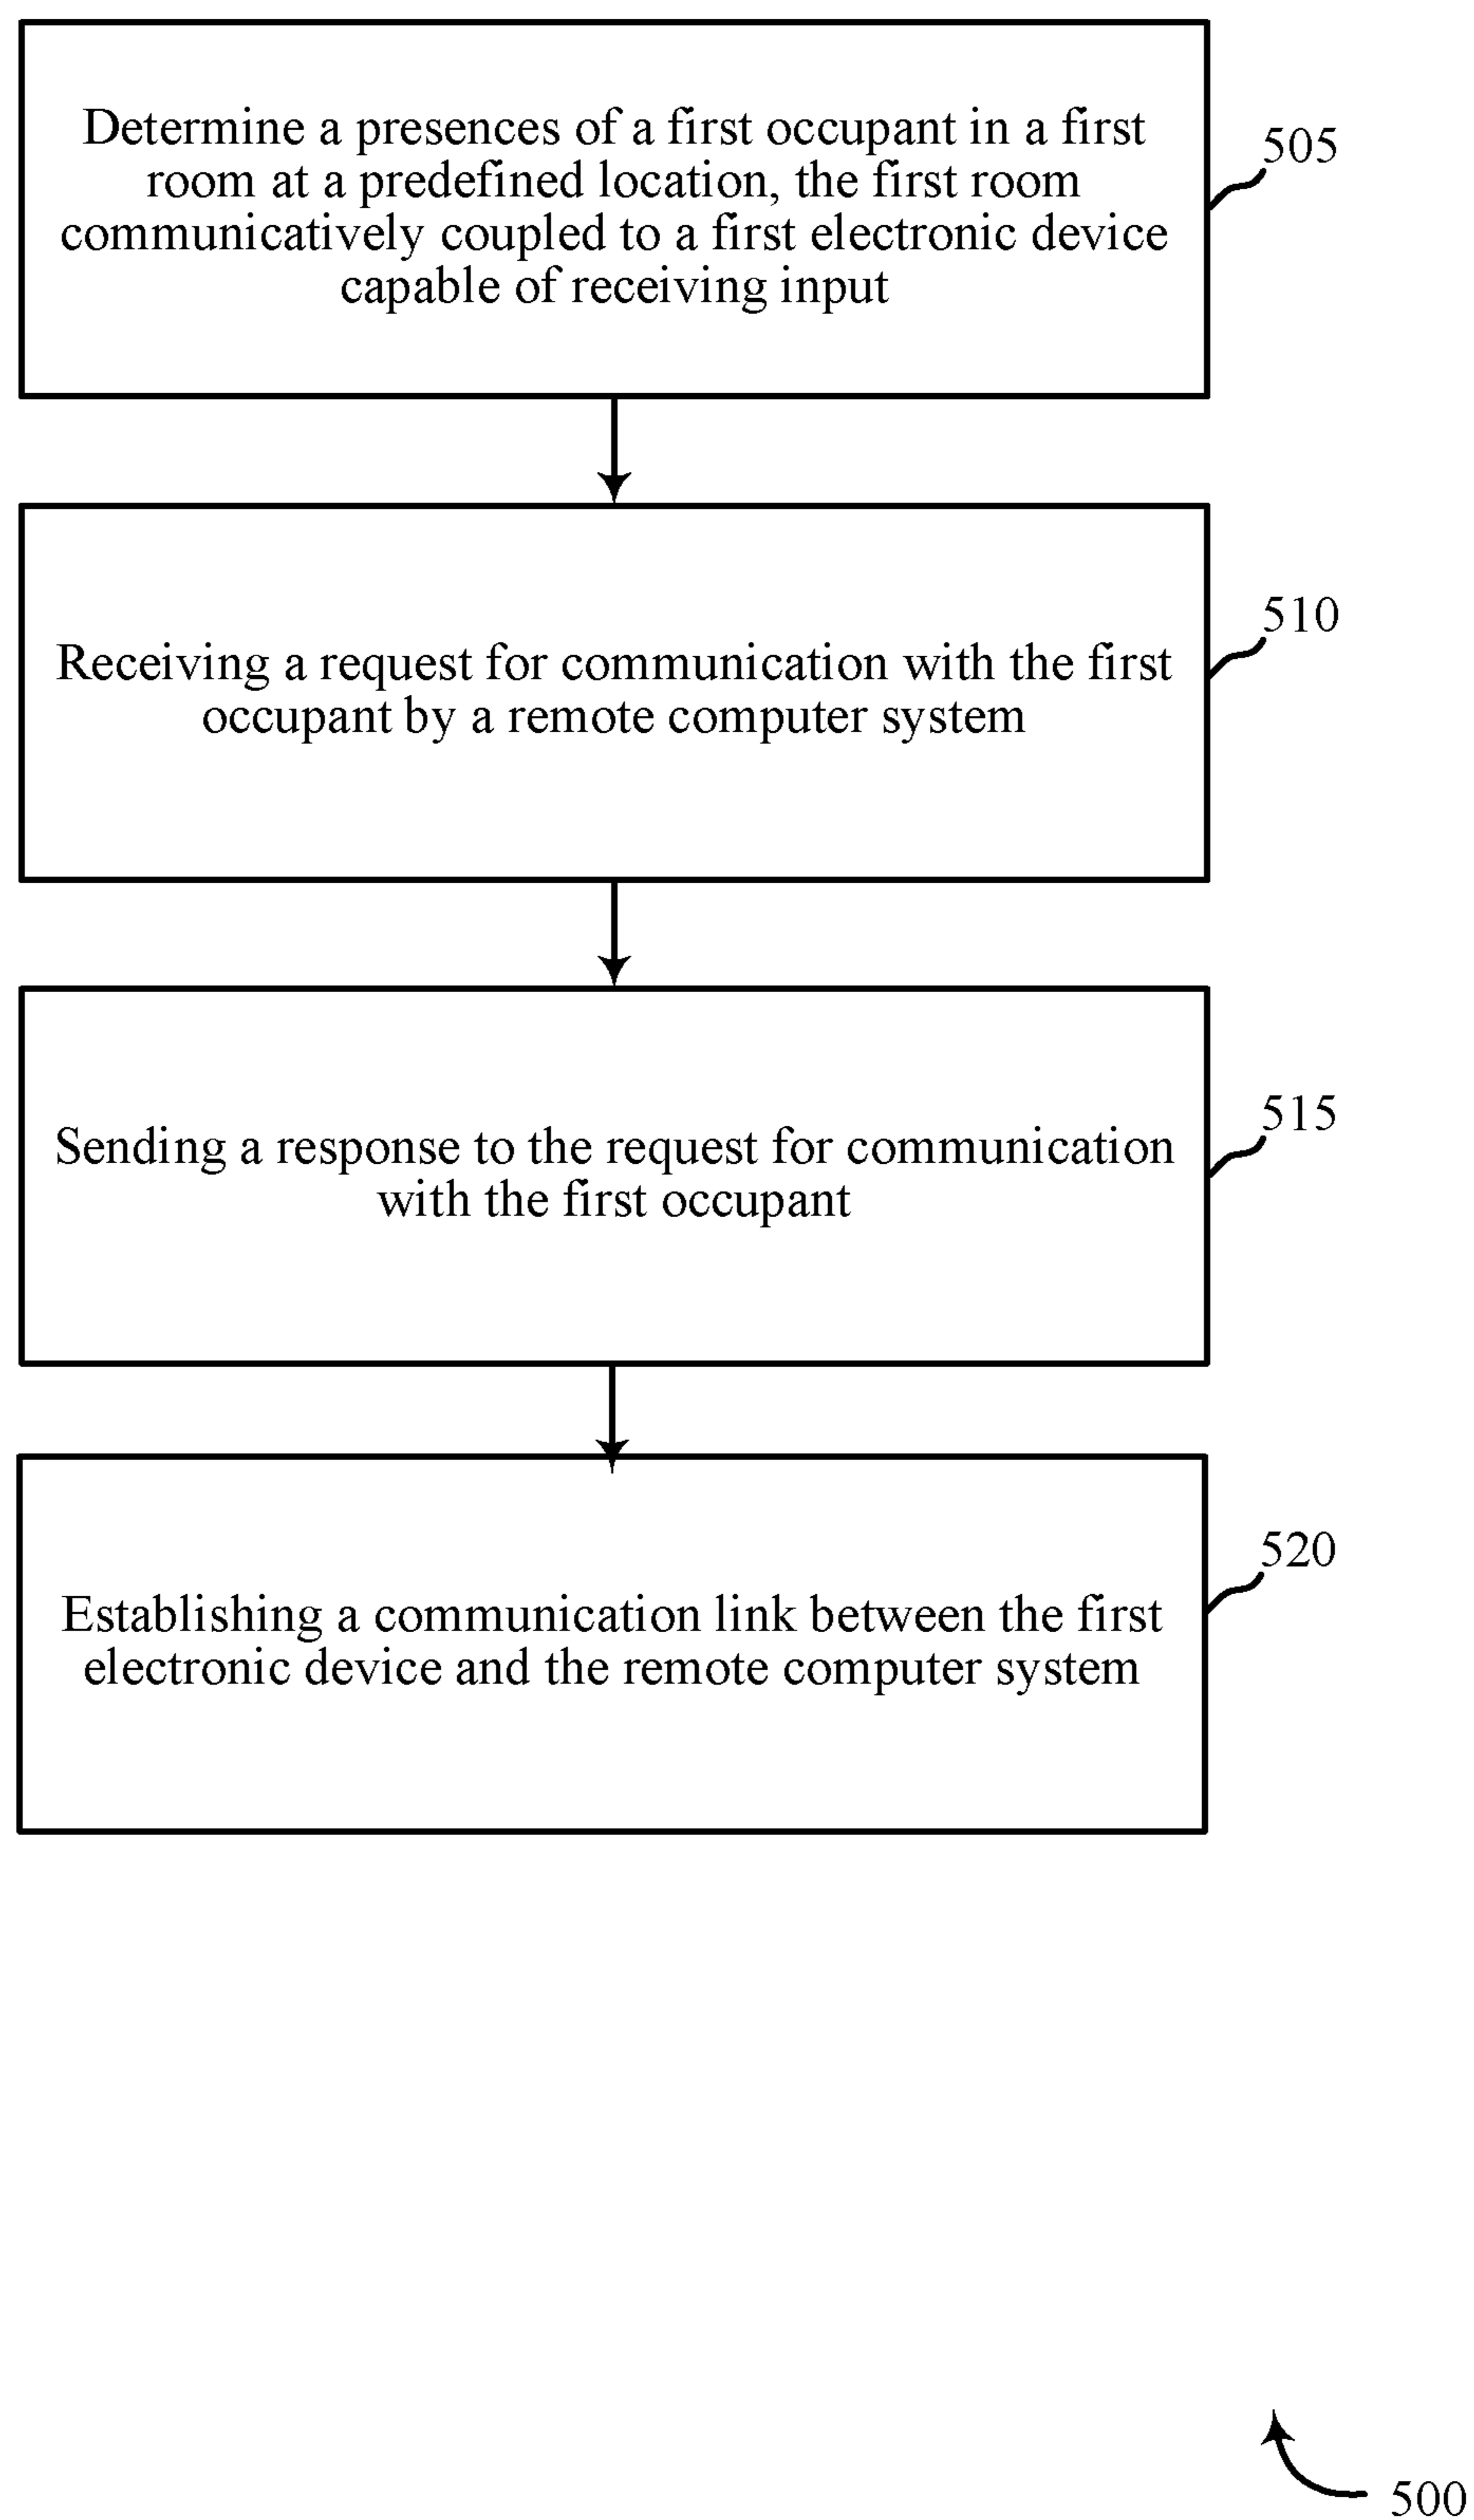 Determine a presences of a first occupant in a first
room at a predefined location, the first room
communicatively coupled to a first electronic device
capable of receiving input
505
Receiving a request for communication with the first
occupant by a remote computer system
510
Sending a response to the request for communication
with the first occupant
515
Establishing a communication link between the first
electronic device and the remote computer system
520
500